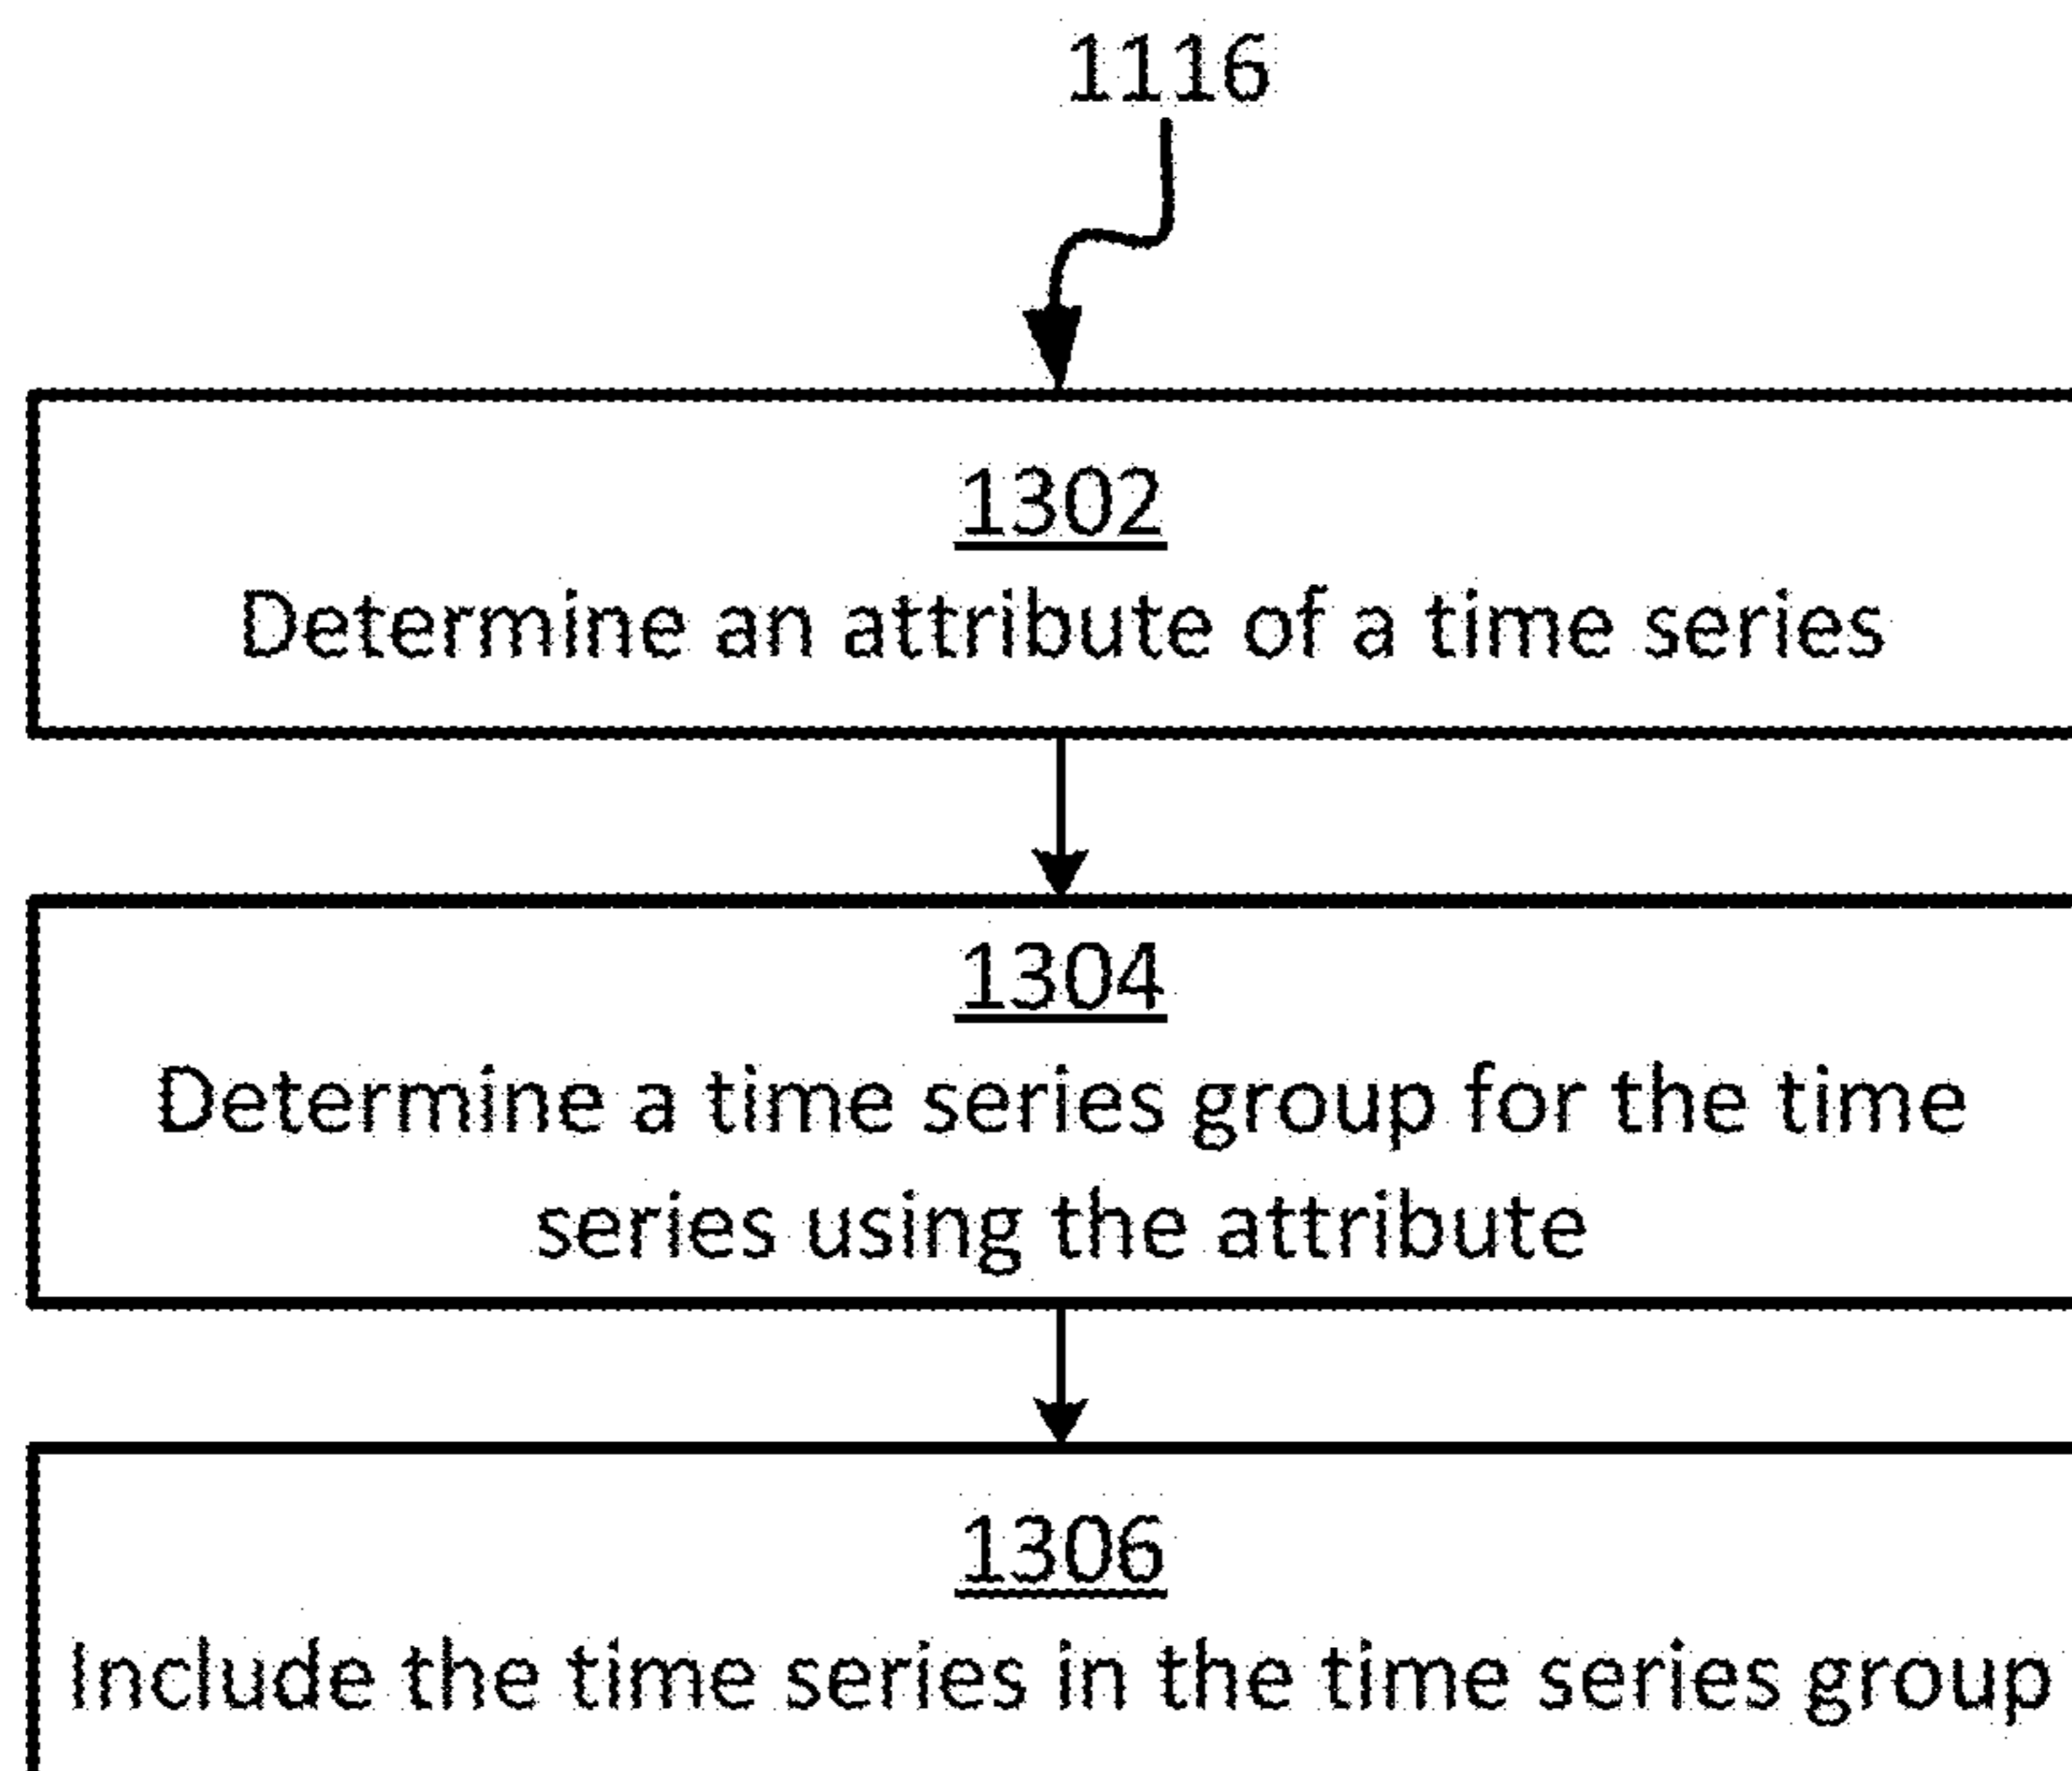 1116
1302
Determine an attribute of a time series
1304
Determine a time series group for the time
series using the attribute
1306
Include the time series in the time series group